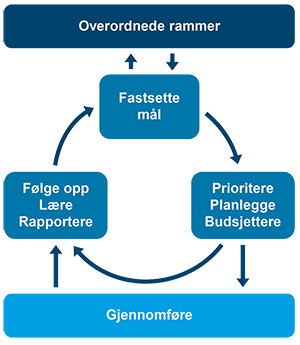 Overordnede rammer
Fastsette
mål
Følge opp
Lære
Rapportere
Prioritere
Planlegge
Budsjettere
Gjennomføre